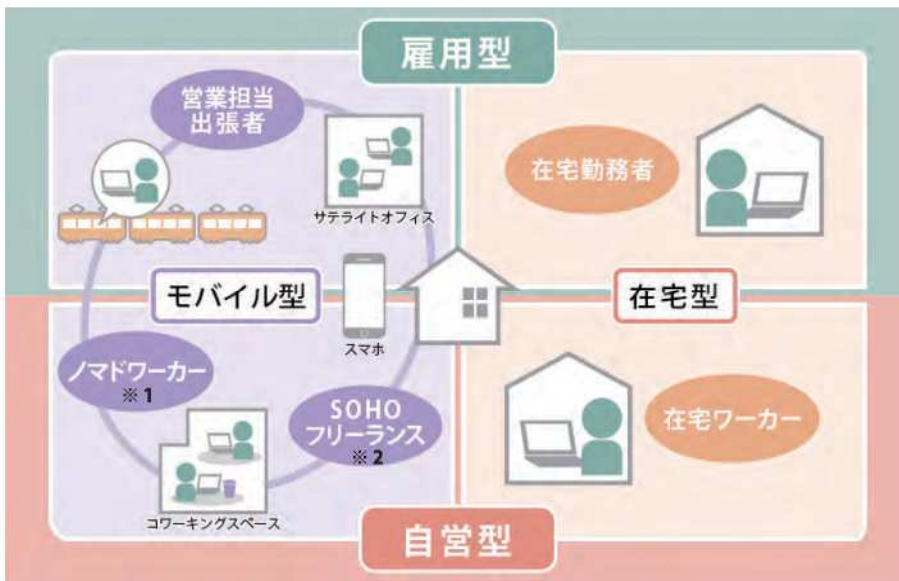 雇用型
営業担当
出張者
サテライトオフィス
在宅勤務者
モバイル型
スマホ
在宅型
ノマドワーカー
※1
SOHO
フリーランス
※2
コワーキングスペース
在宅ワーカー
自営型